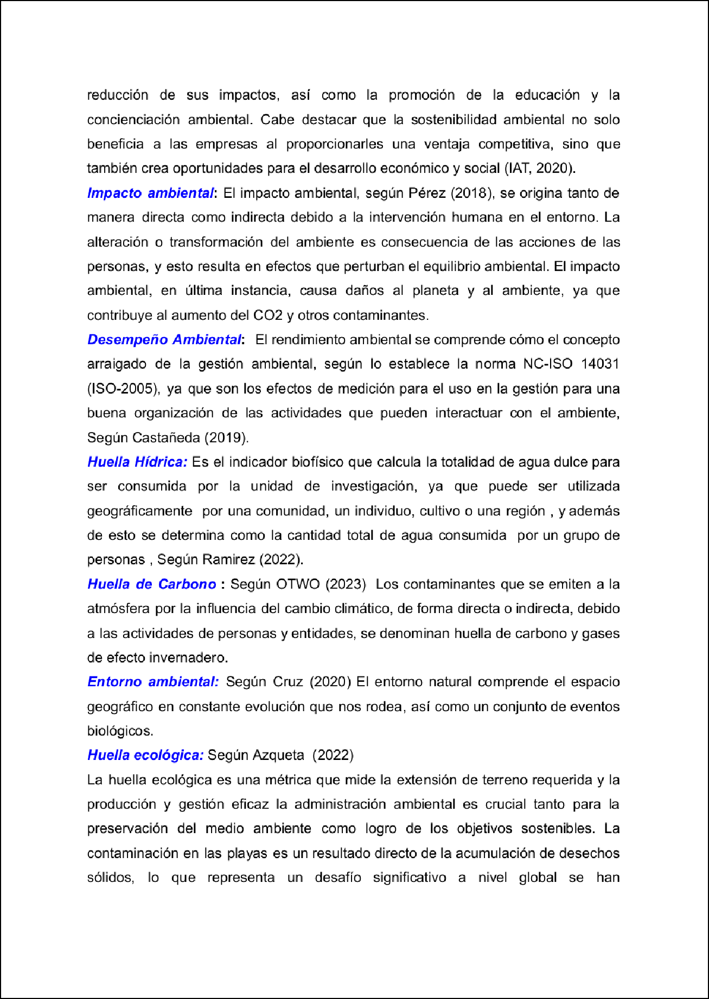 reducción de sus impactos, así como la promoción de la educación y la
concienciación ambiental. Cabe destacar que la sostenibilidad ambiental no solo
beneficia a las empresas al proporcionarles una ventaja competitiva, sino que
también crea oportunidades para el desarrollo económico y social (IAT, 2020).
Impacto ambiental: El impacto ambiental, según Pérez (2018), se origina tanto de
manera directa como indirecta debido a la intervención humana en el entorno. La
alteración o transformación del ambiente es consecuencia de las acciones de las
personas, y esto resulta en efectos que perturban el equilibrio ambiental. El impacto
ambiental, en última instancia, causa daños al planeta y al ambiente, ya que
contribuye al aumento del CO2 y otros contaminantes.
Desempeño Ambiental: El rendimiento ambiental se comprende cómo el concepto
arraigado de la gestión ambiental, según lo establece la norma NC-ISO 14031
(ISO-2005), ya que son los efectos de medición para el uso en la gestión para una
buena organización de las actividades que pueden interactuar con el ambiente,
Según Castañeda (2019).
Huella Hídrica: Es el indicador biofísico que calcula la totalidad de agua dulce para
ser consumida por la unidad de investigación, ya que puede ser utilizada
geográficamente por una comunidad, un individuo, cultivo o una región , y además
de esto se determina como la cantidad total de agua consumida por un grupo de
personas , Según Ramirez (2022).
Huella de Carbono : Según OTWO (2023) Los contaminantes que se emiten a la
atmósfera por la influencia del cambio climático, de forma directa o indirecta, debido
a las actividades de personas y entidades, se denominan huella de carbono y gases
de efecto invernadero.
Entorno ambiental: Según Cruz (2020) El entorno natural comprende el espacio
geográfico en constante evolución que nos rodea, así como un conjunto de eventos
biológicos.
Huella ecológica: Según Azqueta (2022)
La huella ecológica es una métrica que mide la extensión de terreno requerida y la
producción y gestión eficaz la administración ambiental es crucial tanto para la
preservación del medio ambiente como logro de los objetivos sostenibles. La
contaminación en las playas es un resultado directo de la acumulación de desechos
sólidos, lo que representa un desafío significativo a nivel global se han